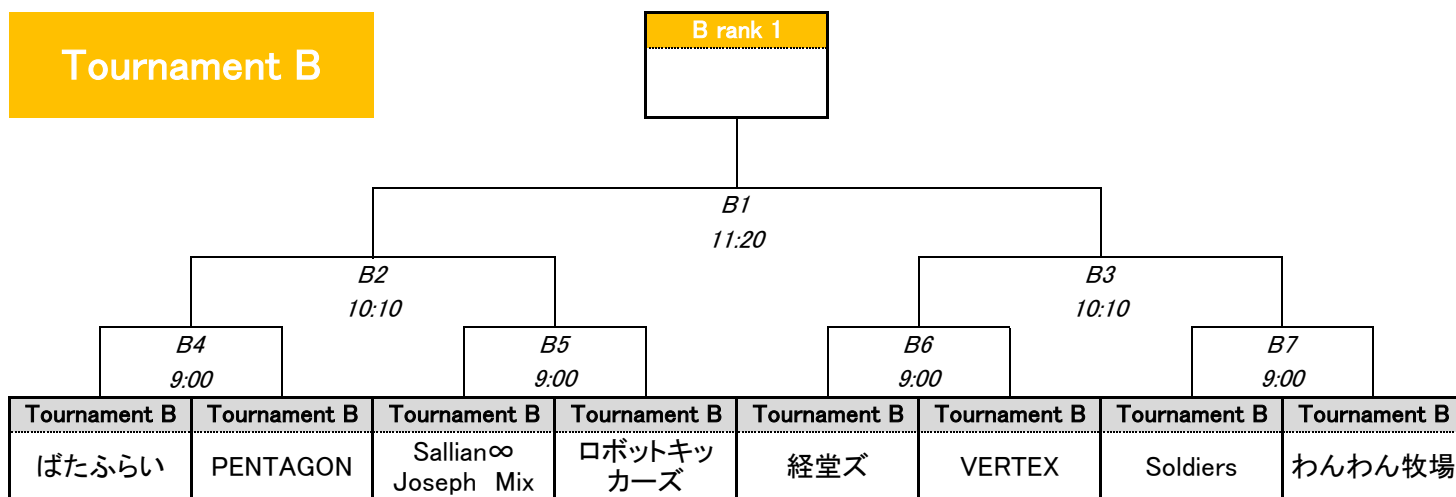 Tournament B
B rank 1
B1
11:20
B2
10:10
B3
10:10
B4
9:00
B5
9:00
B6
9:00
B7
9:00
Tournament B
Tournament B
Tournament B
Tournament B
Tournament B
Tournament B
Tournament B
Tournament B
ばたふらい
PENTAGON
Sallian∞
Joseph Mix
ロボットキッ
カーズ
経堂ズ
VERTEX
Soldiers
わんわん牧場